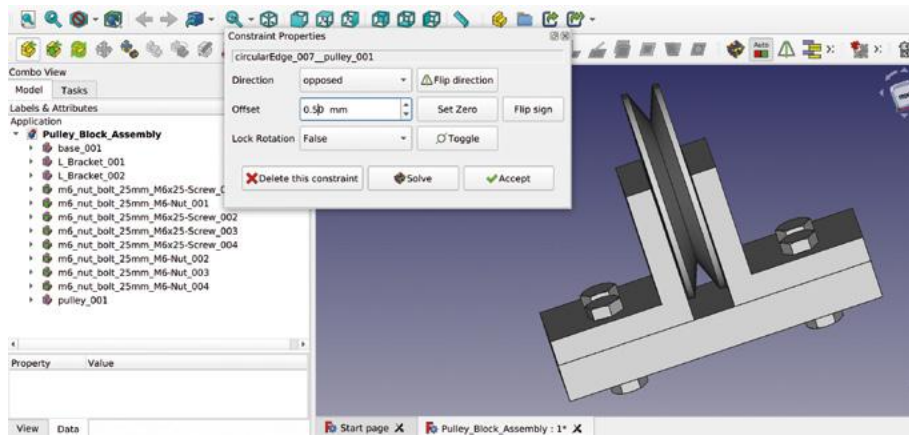 Constraint Properties
circularEdge_007__pulley_001
Direction opposed Flip direction
Offset 0.50 mm Set Zero Flip sign
Lock Rotation False Toggle
Delete this constraint Solve Accept
Auto
Combo View
Model Tasks
Labels & Attributes
Application
Pulley_Block_Assembly
base_001
L_Bracket_001
L_Bracket_002
m6_nut_bolt_25mm_M6x25-Screw_0
m6_nut_bolt_25mm_M6-Nut_001
m6_nut_bolt_25mm_M6x25-Screw_002
m6_nut_bolt_25mm_M6x25-Screw_003
m6_nut_bolt_25mm_M6x25-Screw_004
m6_nut_bolt_25mm_M6-Nut_002
m6_nut_bolt_25mm_M6-Nut_003
m6_nut_bolt_25mm_M6-Nut_004
pulley_001
Property Value
View Data
Start page X Pulley_Block_Assembly : 1* X